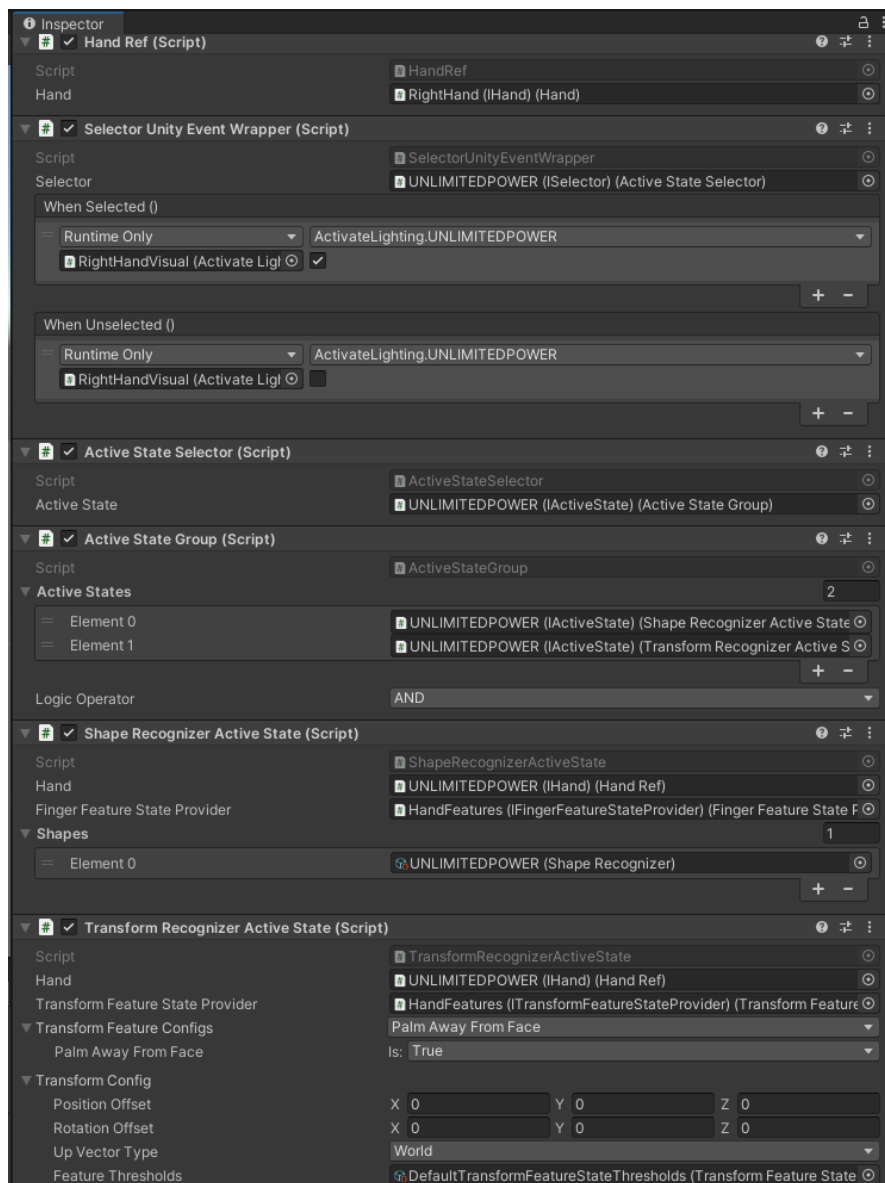 Inspector
# Hand Ref (Script)
Script # HandRef
Hand # RightHand (IHand) (Hand)
# Selector Unity Event Wrapper (Script)
Script # SelectorUnityEventWrapper
Selector # UNLIMITEDPOWER (ISelector) (Active State Selector)
When Selected ()
Runtime Only ActivateLighting.UNLIMITEDPOWER
# RightHandVisual (Activate Ligh
+ −
When Unselected ()
Runtime Only ActivateLighting.UNLIMITEDPOWER
# RightHandVisual (Activate Ligh
+ −
# Active State Selector (Script)
Script # ActiveStateSelector
Active State # UNLIMITEDPOWER (IActiveState) (Active State Group)
# Active State Group (Script)
Script # ActiveStateGroup
Active States 2
Element 0 # UNLIMITEDPOWER (IActiveState) (Shape Recognizer Active State
Element 1 # UNLIMITEDPOWER (IActiveState) (Transform Recognizer Active S
+ −
Logic Operator AND
# Shape Recognizer Active State (Script)
Script # ShapeRecognizerActiveState
Hand # UNLIMITEDPOWER (IHand) (Hand Ref)
Finger Feature State Provider # HandFeatures (IFingerFeatureStateProvider) (Finger Feature State P
Shapes 1
Element 0 UNLIMITEDPOWER (Shape Recognizer)
+ −
# Transform Recognizer Active State (Script)
Script # TransformRecognizerActiveState
Hand # UNLIMITEDPOWER (IHand) (Hand Ref)
Transform Feature State Provider # HandFeatures (ITransformFeatureStateProvider) (Transform Feature
Transform Feature Configs Palm Away From Face
Palm Away From Face Is: True
Transform Config
Position Offset X 0 Y 0 Z 0
Rotation Offset X 0 Y 0 Z 0
Up Vector Type World
Feature Thresholds DefaultTransformFeatureStateThresholds (Transform Feature State